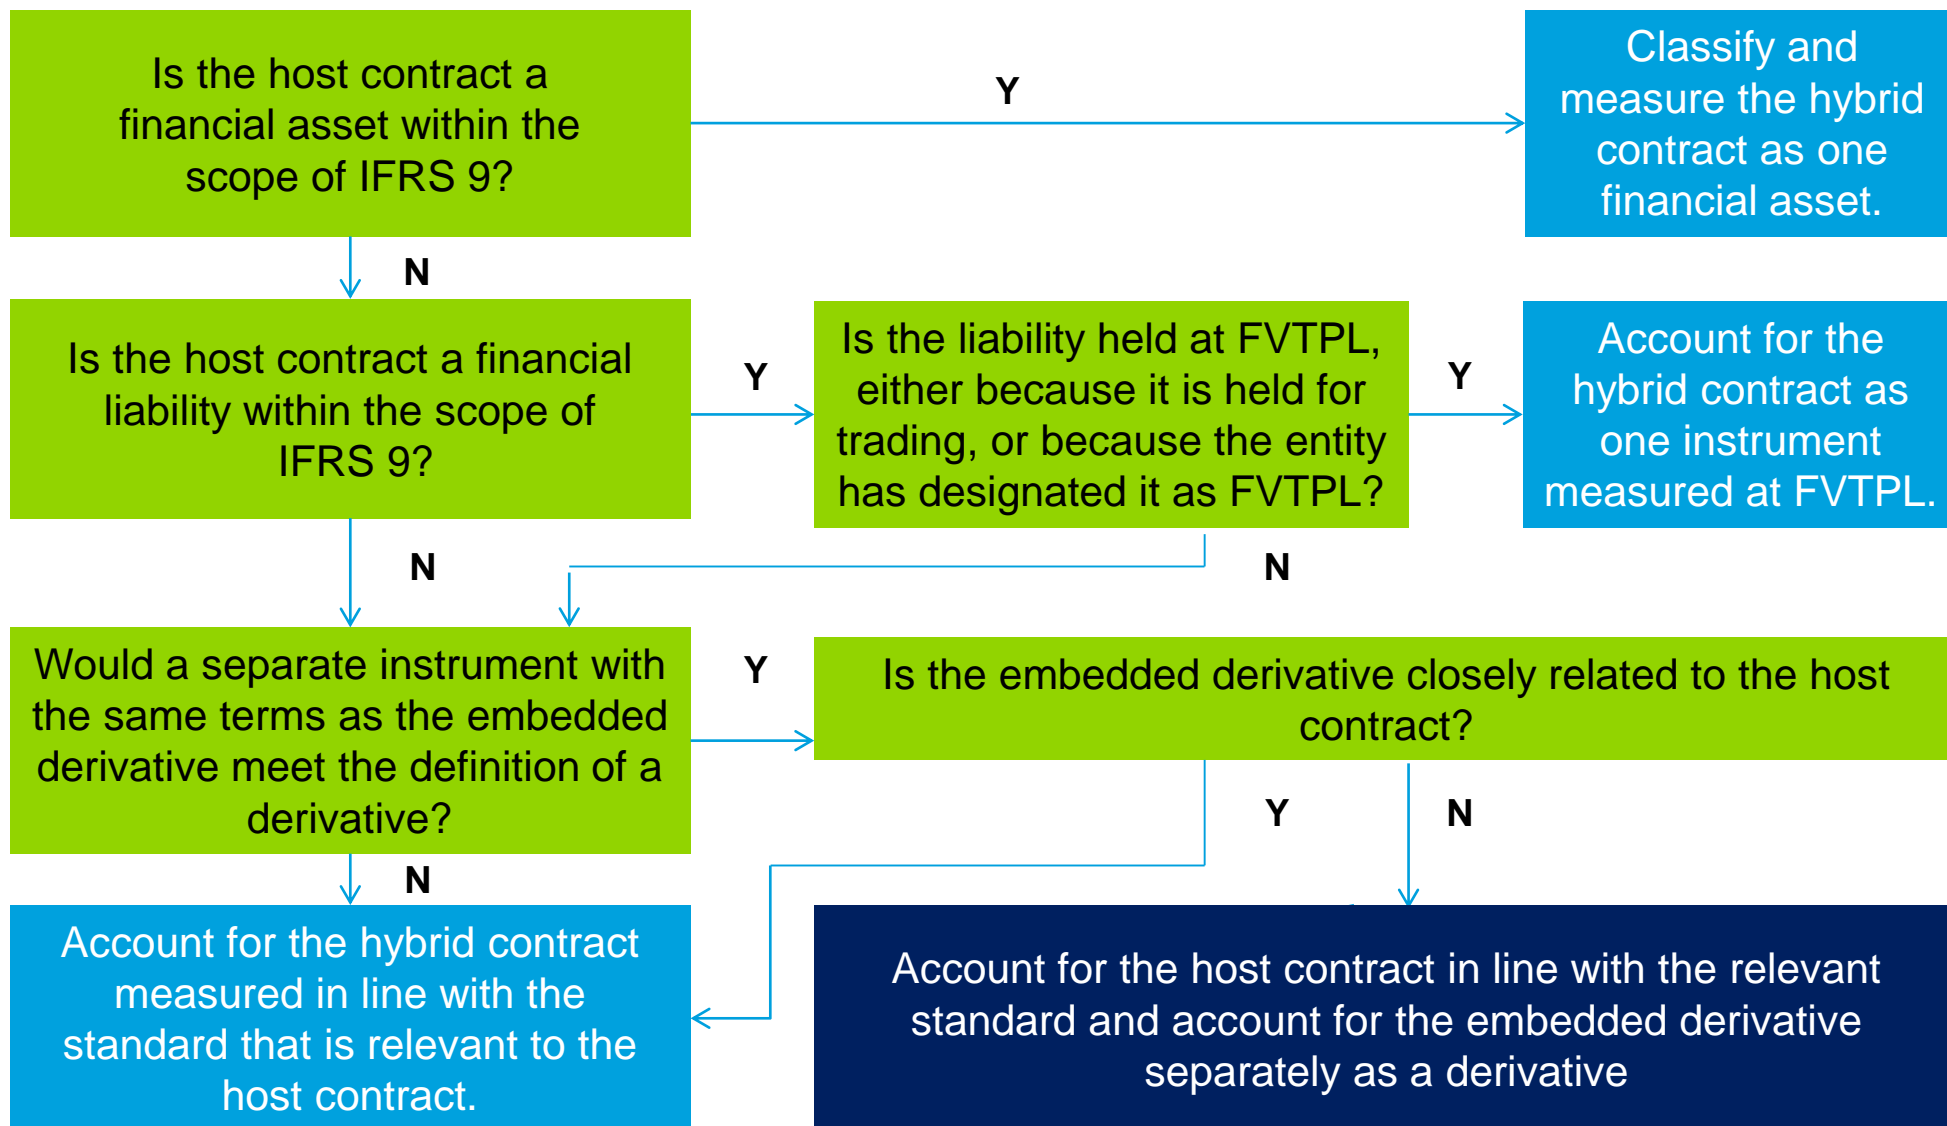 Is the host contract a
financial asset within the
scope of IFRS 9?
Y
Classify and
measure the hybrid
contract as one
financial asset.
N
Is the host contract a financial
liability within the scope of
IFRS 9?
Y
Is the liability held at FVTPL,
either because it is held for
trading, or because the entity
has designated it as FVTPL?
Y
Account for the
hybrid contract as
one instrument
measured at FVTPL.
N
N
Would a separate instrument with
the same terms as the embedded
derivative meet the definition of a
derivative?
Y
Is the embedded derivative closely related to the host
contract?
Y
N
N
Account for the hybrid contract
measured in line with the
standard that is relevant to the
host contract.
Account for the host contract in line with the relevant
standard and account for the embedded derivative
separately as a derivative